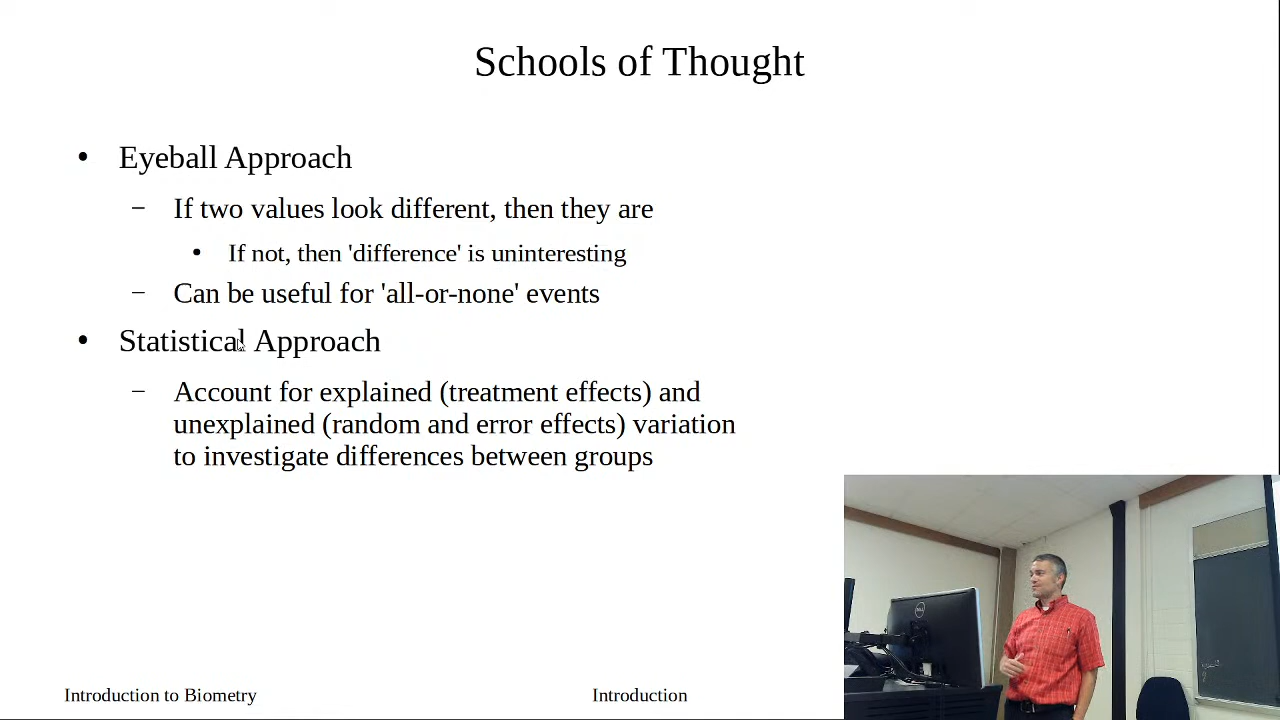 Schools of Thought
• Eyeball Approach
– If two values look different, then they are
• If not, then 'difference' is uninteresting
– Can be useful for 'all-or-none' events
• Statistical Approach
– Account for explained (treatment effects) and
unexplained (random and error effects) variation
to investigate differences between groups
DELL
Introduction to Biometry
Introduction